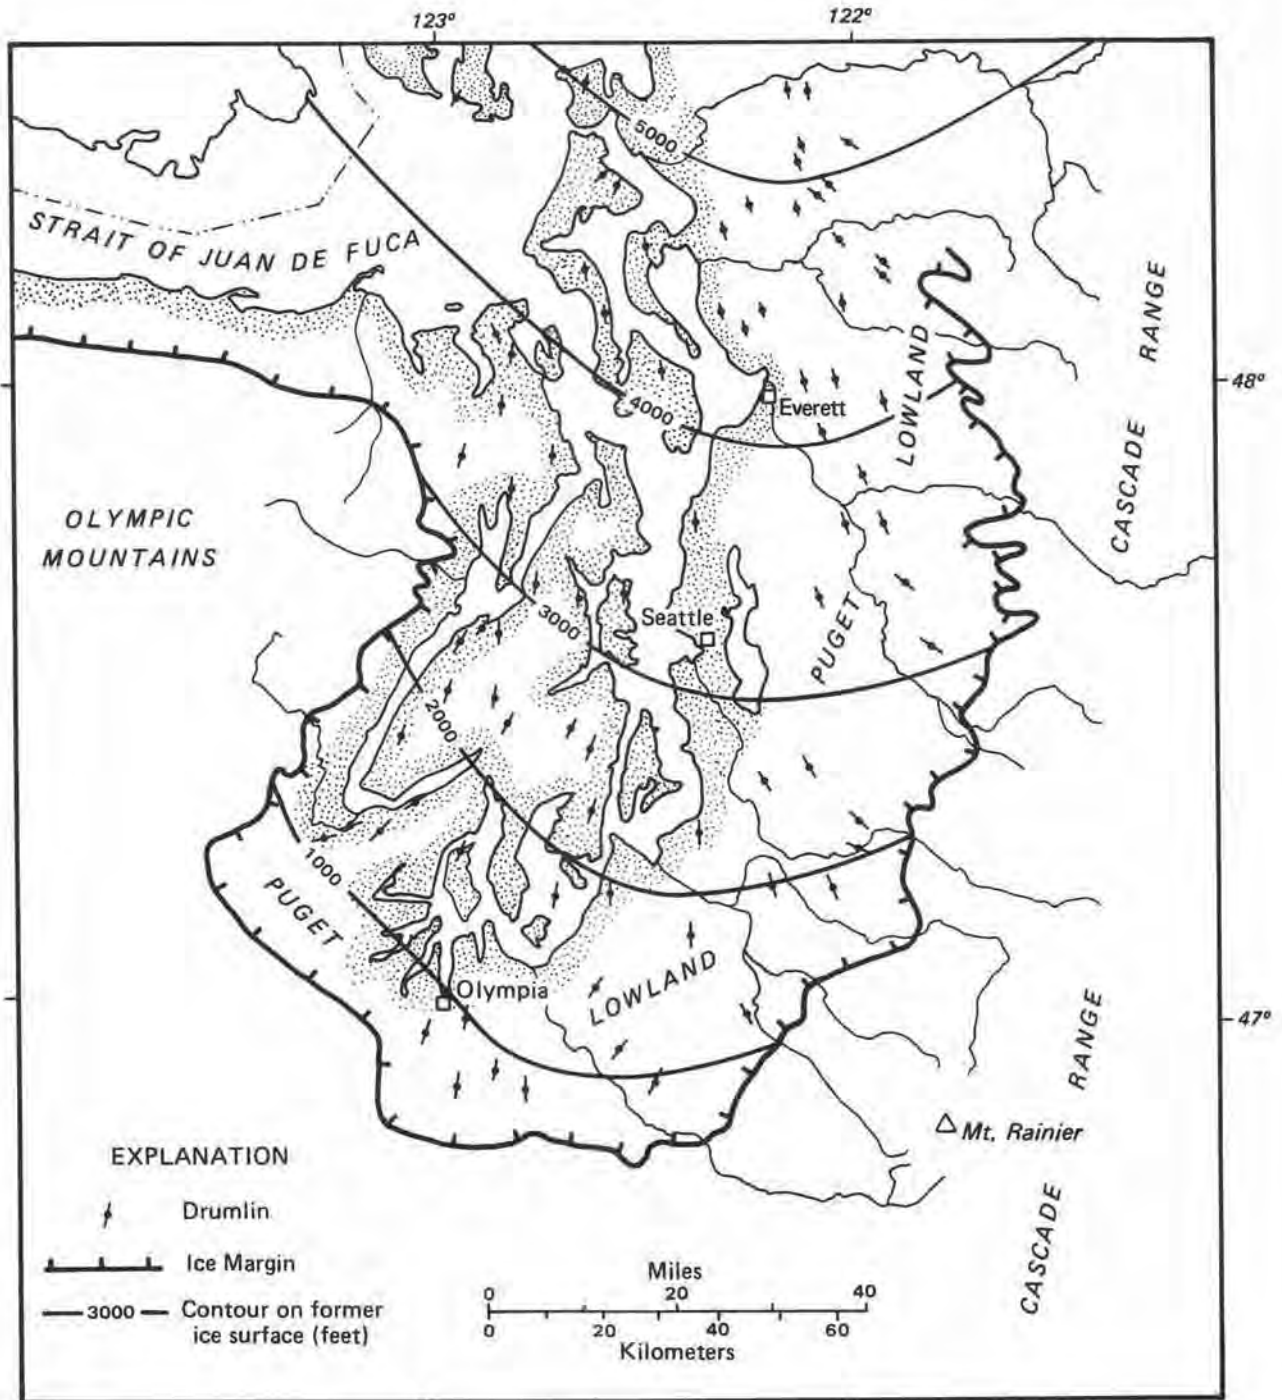 123° 122°
5000
STRAIT OF JUAN DE FUCA
CASCADE RANGE
LOWLAND
48°
4000
Everett
OLYMPIC
MOUNTAINS
3000
Seattle
PUGET
2000
1000
PUGET
Olympia
LOWLAND
47°
CASCADE RANGE
Mt. Rainier
EXPLANATION
Drumlin
Ice Margin
3000 Contour on former
ice surface (feet)
Miles
0 20 40
0 20 40 60
Kilometers